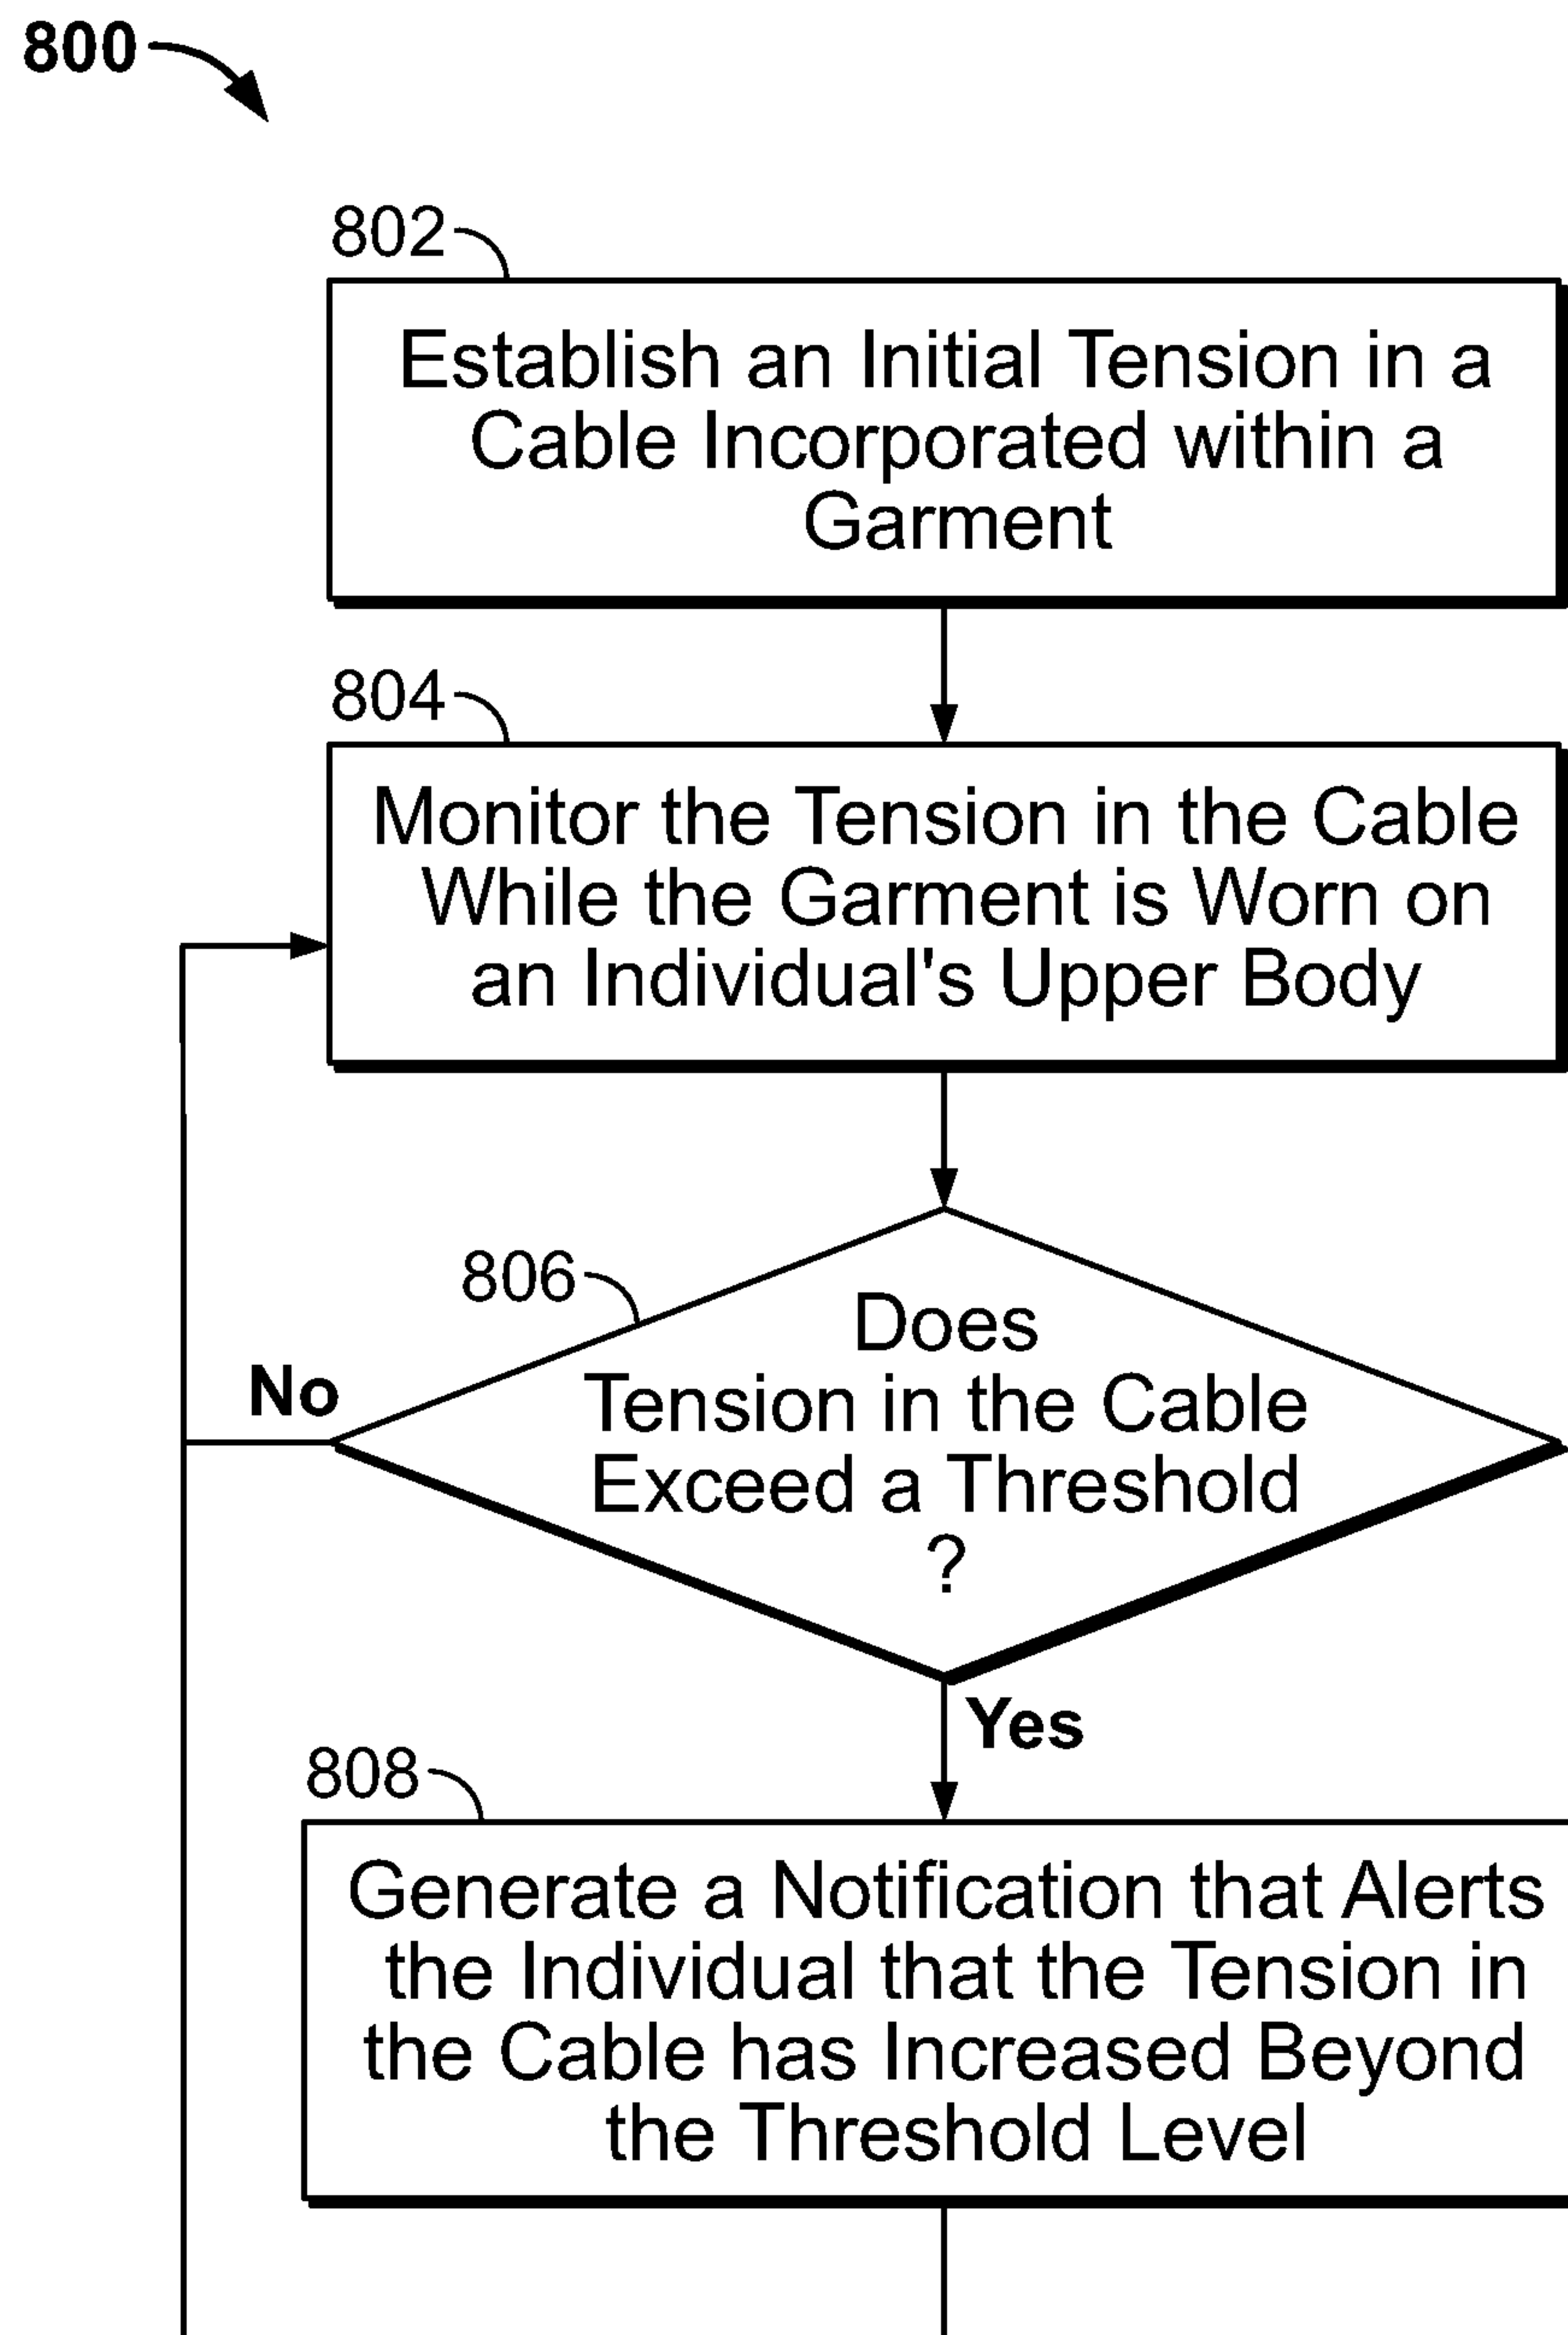 800
802
Establish an Initial Tension in a
Cable Incorporated within a
Garment
804
Monitor the Tension in the Cable
While the Garment is Worn on
an Individual's Upper Body
806
Does
Tension in the Cable
Exceed a Threshold
?
No
Yes
808
Generate a Notification that Alerts
the Individual that the Tension in
the Cable has Increased Beyond
the Threshold Level